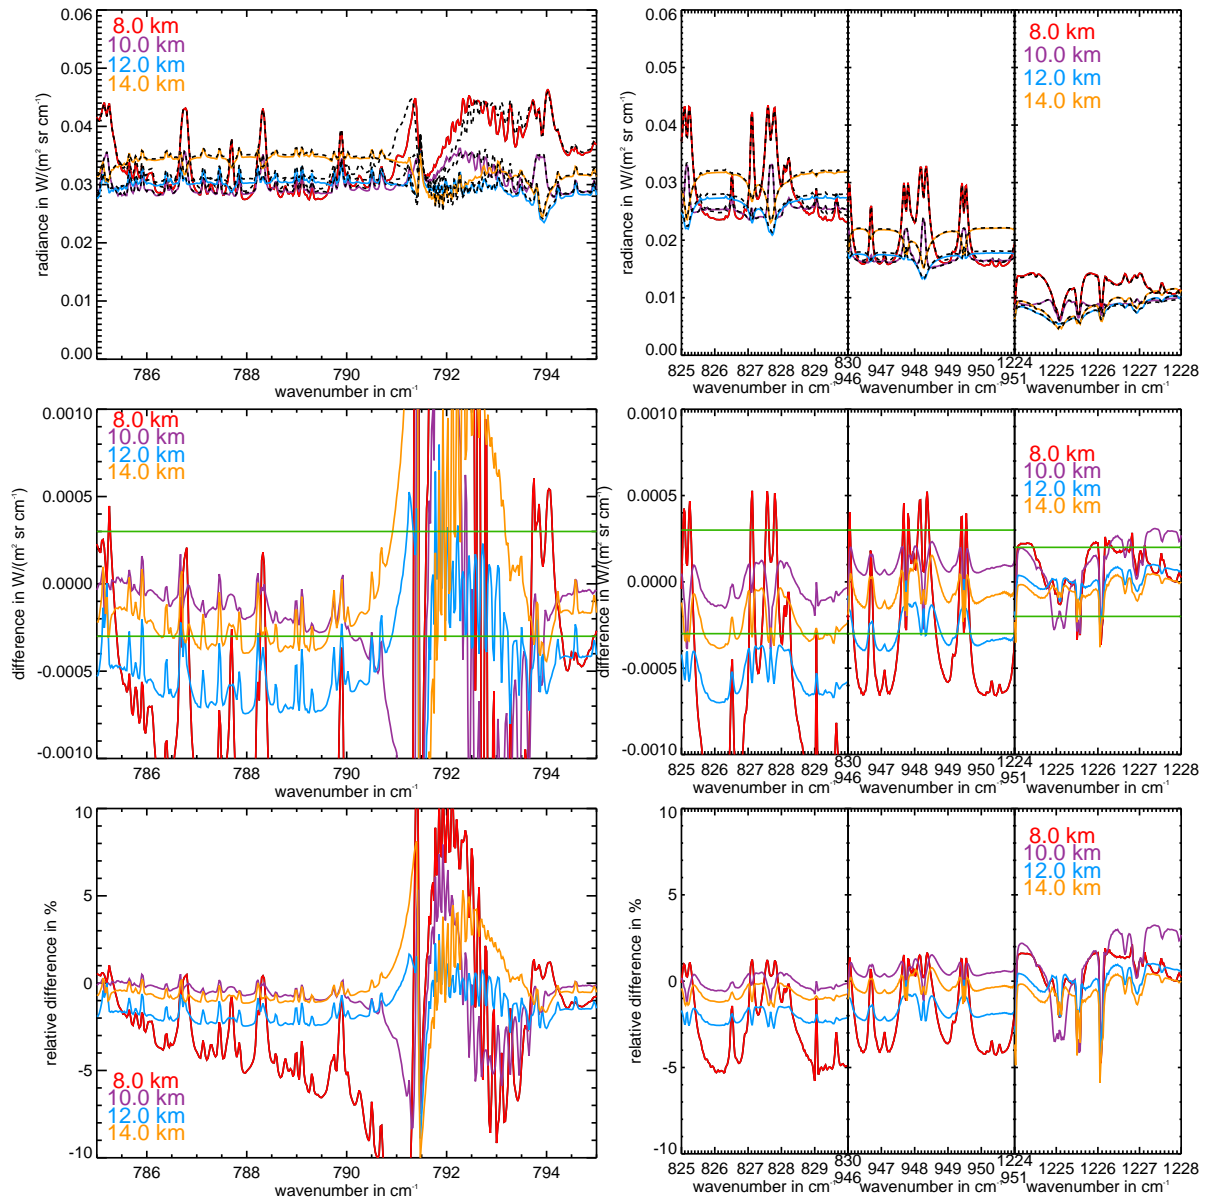 0.06
0.05
0.04
0.03
0.02
0.01
0.00
radiance in W/(m² sr cm⁻¹)
8.0 km
10.0 km
12.0 km
14.0 km
786 788 790 792 794
wavenumber in cm⁻¹
0.06
0.05
0.04
0.03
0.02
0.01
0.00
radiance in W/(m² sr cm⁻¹)
8.0 km
10.0 km
12.0 km
14.0 km
825 826 827 828 829 830
946 947 948 949 950 951
1224 1225 1226 1227 1228
wavenumber in cm⁻¹ wavenumber in cm⁻¹ wavenumber in cm⁻¹
0.0010
0.0005
0.0000
-0.0005
-0.0010
difference in W/(m² sr cm⁻¹)
8.0 km
10.0 km
12.0 km
14.0 km
786 788 790 792 794
wavenumber in cm⁻¹
0.0010
0.0005
0.0000
-0.0005
-0.0010
difference in W/(m² sr cm⁻¹)
8.0 km
10.0 km
12.0 km
14.0 km
825 826 827 828 829 830
946 947 948 949 950 951
1224 1225 1226 1227 1228
wavenumber in cm⁻¹ wavenumber in cm⁻¹ wavenumber in cm⁻¹
10
5
0
-5
-10
relative difference in %
8.0 km
10.0 km
12.0 km
14.0 km
786 788 790 792 794
wavenumber in cm⁻¹
10
5
0
-5
-10
relative difference in %
8.0 km
10.0 km
12.0 km
14.0 km
825 826 827 828 829 830
946 947 948 949 950 951
1224 1225 1226 1227 1228
wavenumber in cm⁻¹ wavenumber in cm⁻¹ wavenumber in cm⁻¹